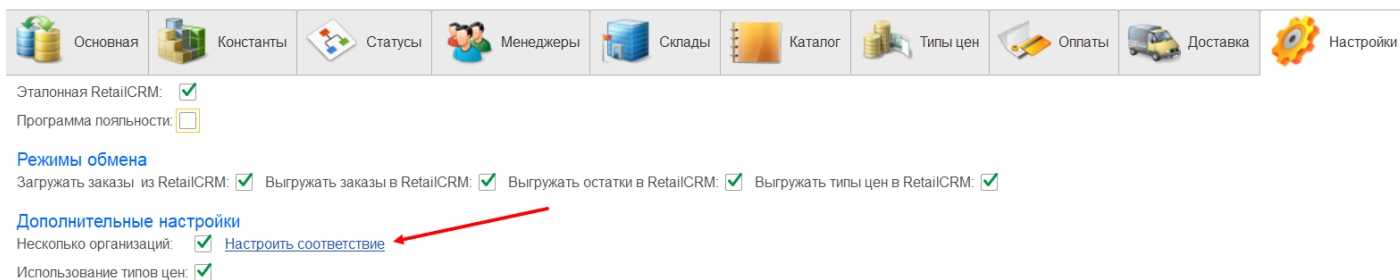 Основная Константы Статусы Менеджеры Склады Каталог Типы цен Оплаты Доставка Настройки
Эталонная RetailCRM:
Программа лояльности:
Режимы обмена
Загружать заказы из RetailCRM: Выгружать заказы в RetailCRM: Выгружать остатки в RetailCRM: Выгружать типы цен в RetailCRM:
Дополнительные настройки
Несколько организаций: Настроить соответствие
Использование типов цен: